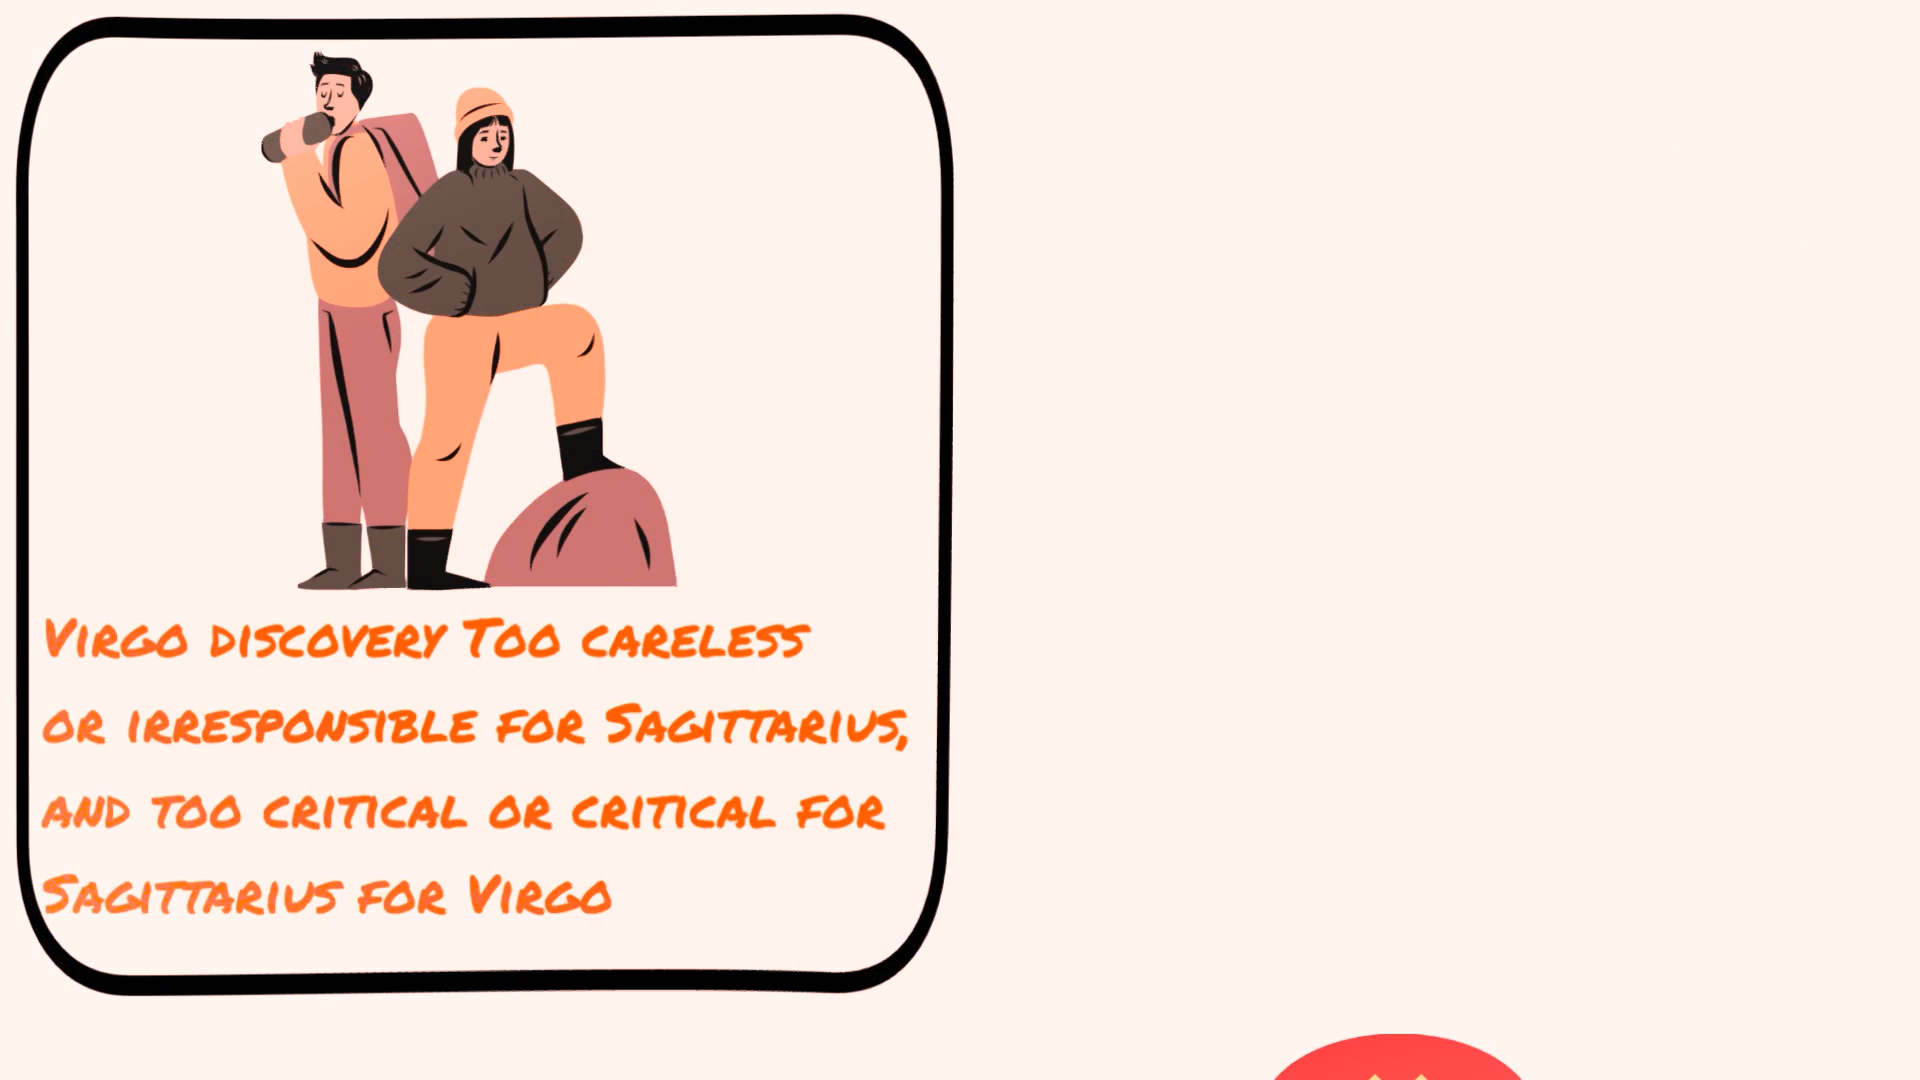 Virgo discovery Too careless
or irresponsible for Sagittarius,
and too critical or critical for
Sagittarius for Virgo